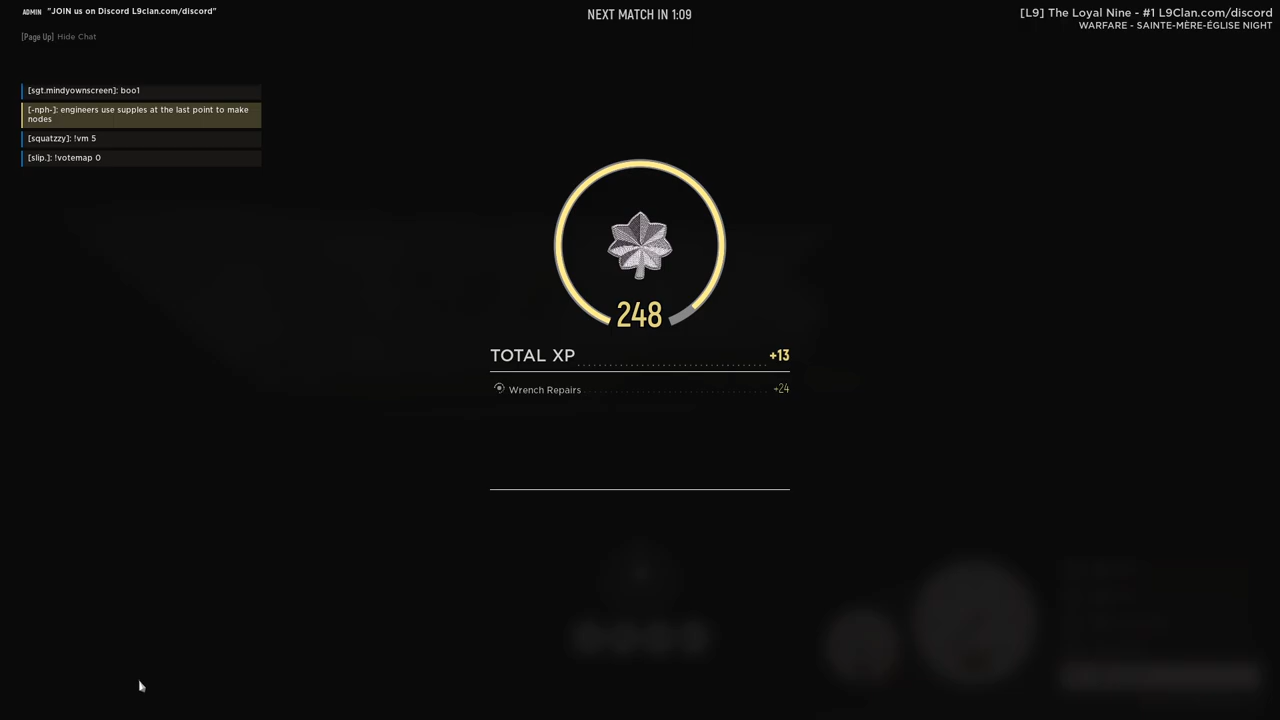 ADMIN "JOIN us on Discord L9clan.com/discord"
NEXT MATCH IN 1:09
[L9] The Loyal Nine - #1 L9Clan.com/discord
WARFARE - SAINTE-MÈRE-ÉGLISE NIGHT
[Page Up] Hide Chat
[sgt.mindyownscreen]: boo1
[-nph-]: engineers use supples at the last point to make
nodes
[squatzzy]: !vm 5
[slip.]: !votemap 0
248
TOTAL XP +13
Wrench Repairs +24